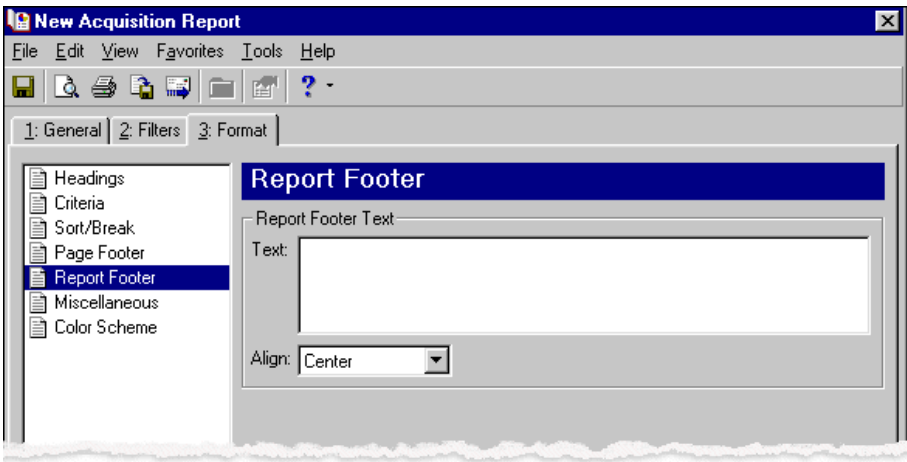 New Acquisition Report
File Edit View Favorites Tools Help
1: General 2: Filters 3: Format
Headings
Criteria
Sort/Break
Page Footer
Report Footer
Miscellaneous
Color Scheme
Report Footer
Report Footer Text
Text:
Align: Center